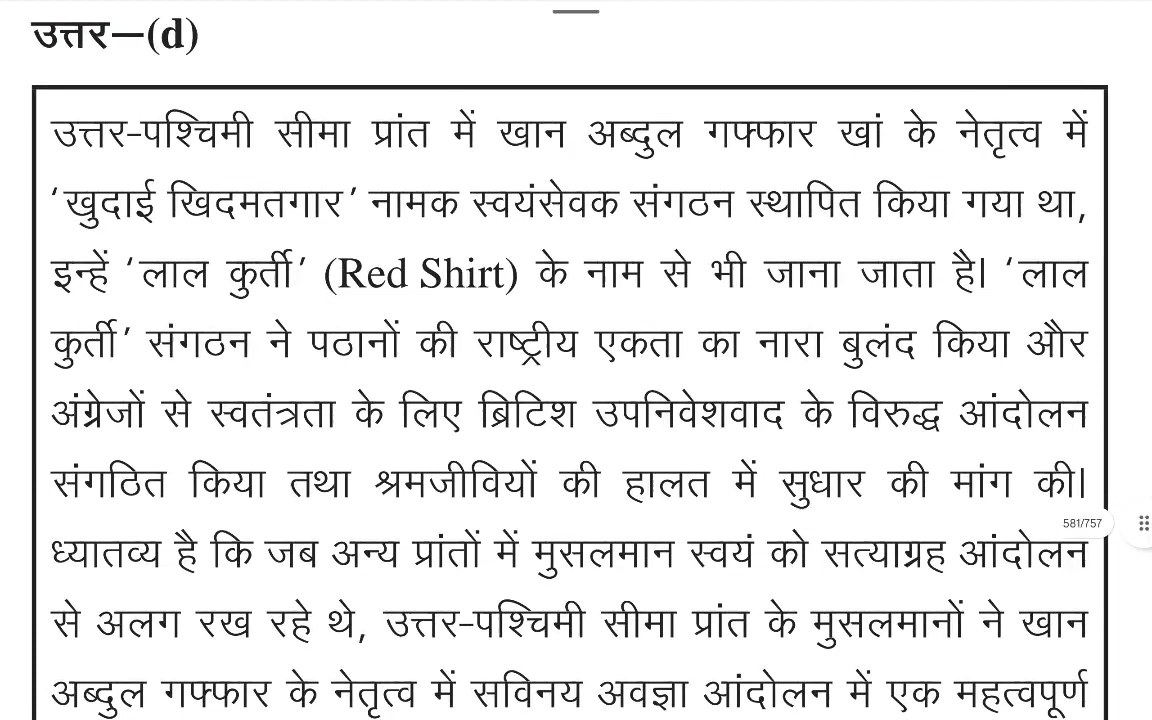 उत्तर—(d)
उत्तर-पश्चिमी सीमा प्रांत में खान अब्दुल गफ्फार खां के नेतृत्व में
‘खुदाई खिदमतगार’ नामक स्वयंसेवक संगठन स्थापित किया गया था,
इन्हें ‘लाल कुर्ती’ (Red Shirt) के नाम से भी जाना जाता है। ‘लाल
कुर्ती’ संगठन ने पठानों की राष्ट्रीय एकता का नारा बुलंद किया और
अंग्रेजों से स्वतंत्रता के लिए ब्रिटिश उपनिवेशवाद के विरुद्ध आंदोलन
संगठित किया तथा श्रमजीवियों की हालत में सुधार की मांग की।
581/757
ध्यातव्य है कि जब अन्य प्रांतों में मुसलमान स्वयं को सत्याग्रह आंदोलन
से अलग रख रहे थे, उत्तर-पश्चिमी सीमा प्रांत के मुसलमानों ने खान
अब्दुल गफ्फार के नेतृत्व में सविनय अवज्ञा आंदोलन में एक महत्वपूर्ण